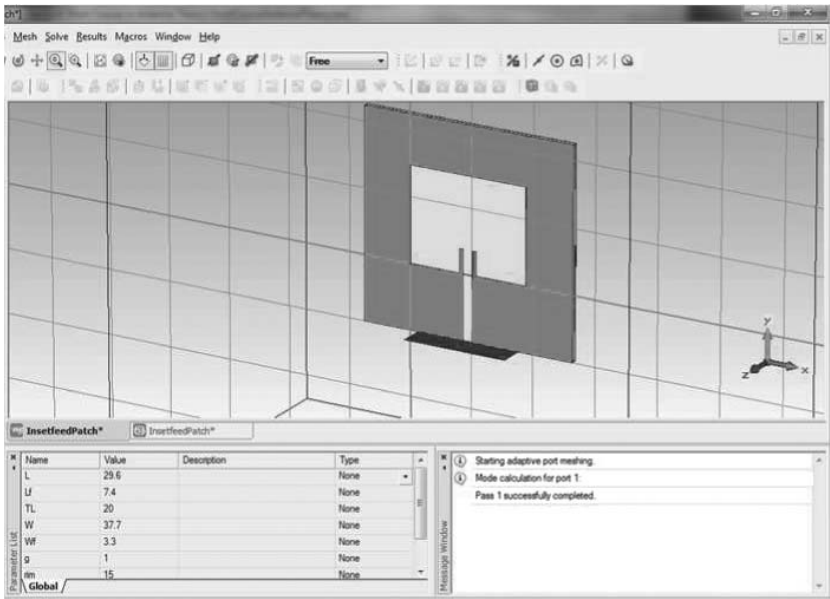 ch*]
Mesh Solve Results Macros Window Help
Free
y
x
z
InsetfeedPatch*
InsetfeedPatch*
Name Value Description Type
L 29.6 None
Lf 7.4 None
TL 20 None
W 37.7 None
Wf 3.3 None
g 1 None
rim 15 None
Global
Parameter List
Starting adaptive port meshing.
Mode calculation for port 1:
Pass 1 successfully completed.
Message Window